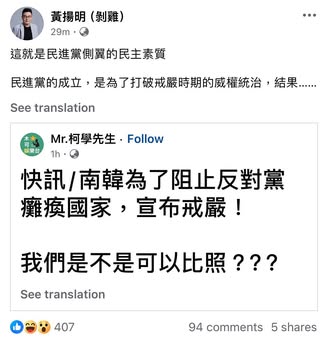 黃揚明 (剝雞)
29m ·
這就是民進黨側翼的民主素質
民進黨的成立，是為了打破戒嚴時期的威權統治，結果......
See translation
Mr.柯學先生 · Follow
1h ·
快訊/南韓為了阻止反對黨
癱瘓國家，宣布戒嚴！
我們是不是可以比照？？？
See translation
407
94 comments 5 shares